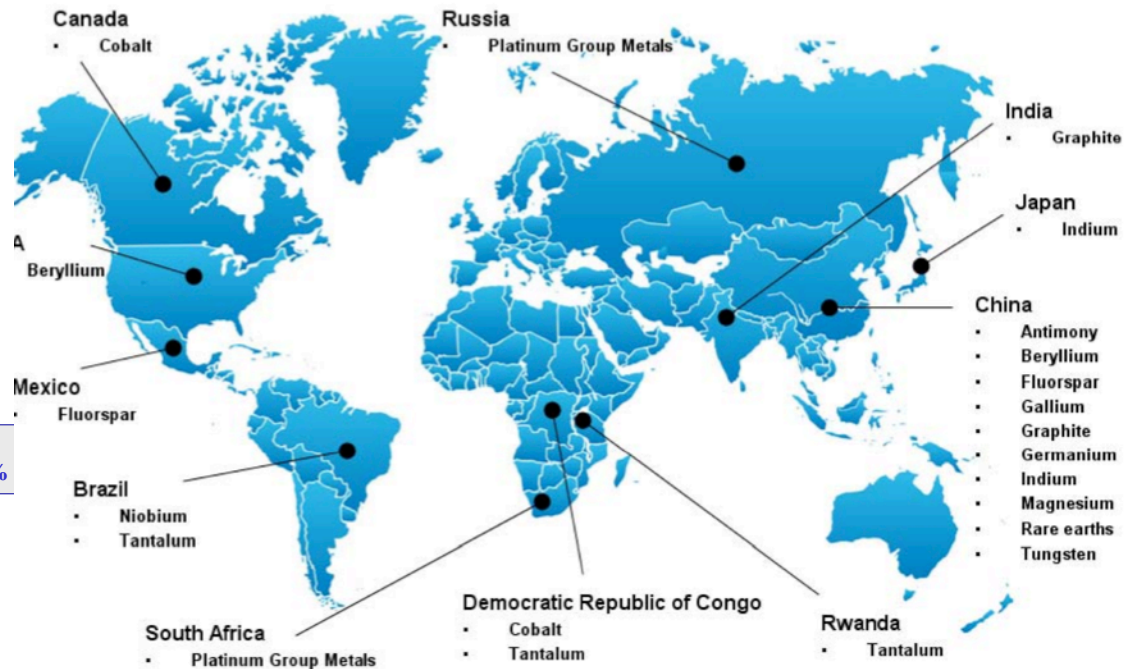 Canada
▪ Cobalt
Russia
▪ Platinum Group Metals
India
▪ Graphite
Japan
▪ Indium
A
Beryllium
China
▪ Antimony
▪ Beryllium
▪ Fluorspar
▪ Gallium
▪ Graphite
▪ Germanium
▪ Indium
▪ Magnesium
▪ Rare earths
▪ Tungsten
Mexico
▪ Fluorspar
%
Brazil
▪ Niobium
▪ Tantalum
South Africa
▪ Platinum Group Metals
Democratic Republic of Congo
▪ Cobalt
▪ Tantalum
Rwanda
▪ Tantalum